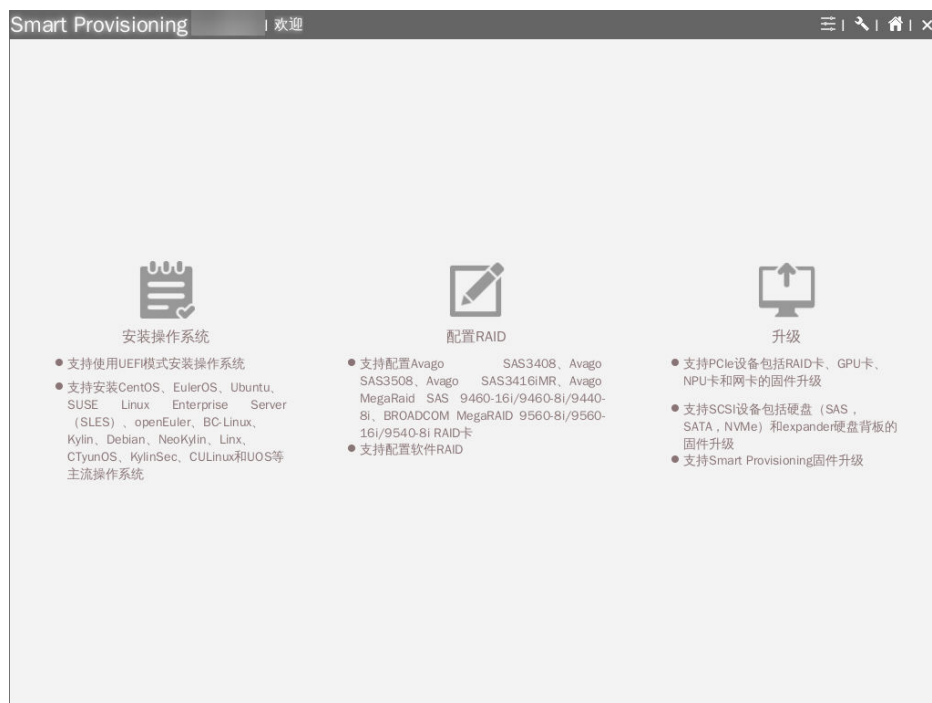 Smart Provisioning
欢迎
安装操作系统
支持使用UEFI模式安装操作系统
支持安装CentOS、EulerOS、Ubuntu、
SUSE Linux Enterprise Server
（SLES）、openEuler、BC-Linux、
Kylin、Debian、NeoKylin、Linx、
CTyunOS、KylinSec、CULinux和UOS等
主流操作系统
配置RAID
支持配置Avago SAS3408、Avago
SAS3508、Avago SAS3416iMR、Avago
MegaRaid SAS 9460-16i/9460-8i/9440-
8i、BROADCOM MegaRAID 9560-8i/9560-
16i/9540-8i RAID卡
支持配置软件RAID
升级
支持PCIe设备包括RAID卡、GPU卡、
NPU卡和网卡的固件升级
支持SCSI设备包括硬盘（SAS，
SATA，NVMe）和expander硬盘背板的
固件升级
支持Smart Provisioning固件升级